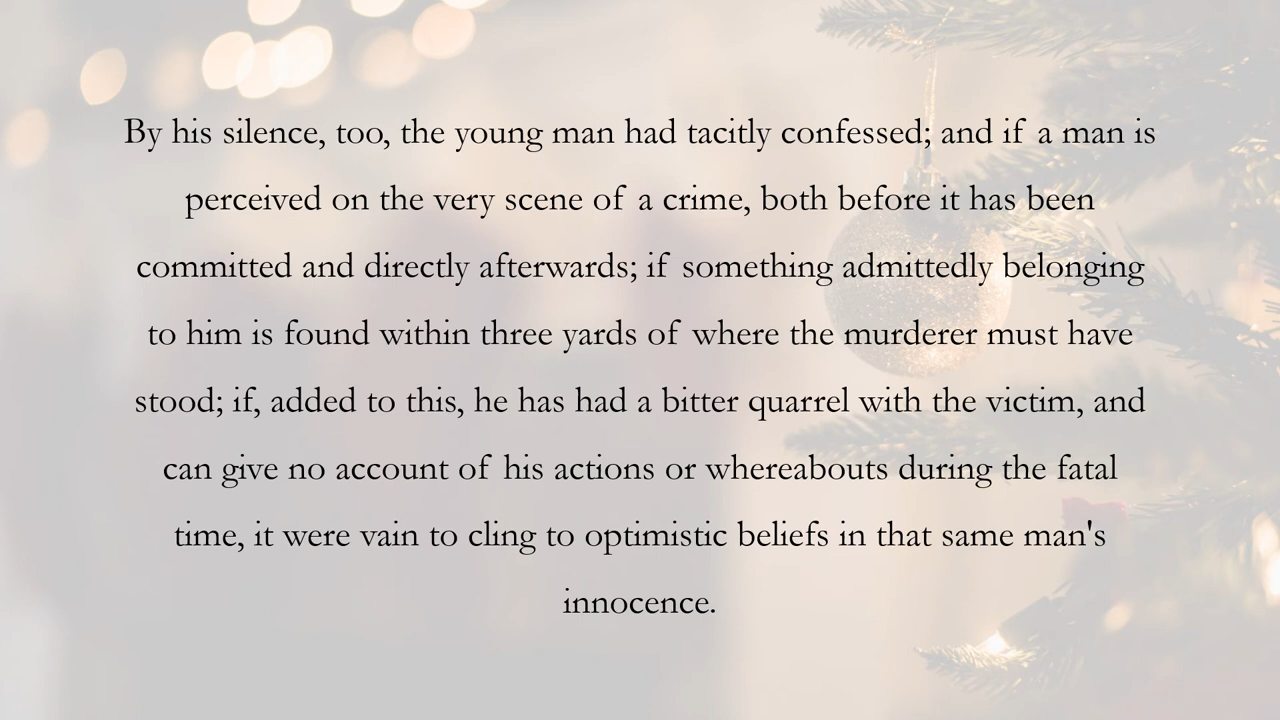 By his silence, too, the young man had tacitly confessed; and if a man is
perceived on the very scene of a crime, both before it has been
committed and directly afterwards; if something admittedly belonging
to him is found within three yards of where the murderer must have
stood; if, added to this, he has had a bitter quarrel with the victim, and
can give no account of his actions or whereabouts during the fatal
time, it were vain to cling to optimistic beliefs in that same man's
innocence.